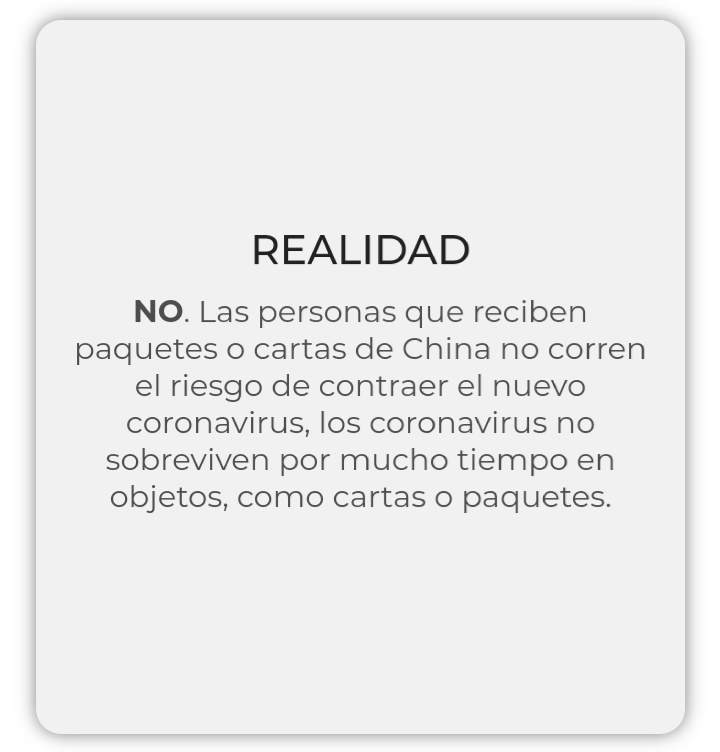 REALIDAD
NO. Las personas que reciben
paquetes o cartas de China no corren
el riesgo de contraer el nuevo
coronavirus, los coronavirus no
sobreviven por mucho tiempo en
objetos, como cartas o paquetes.